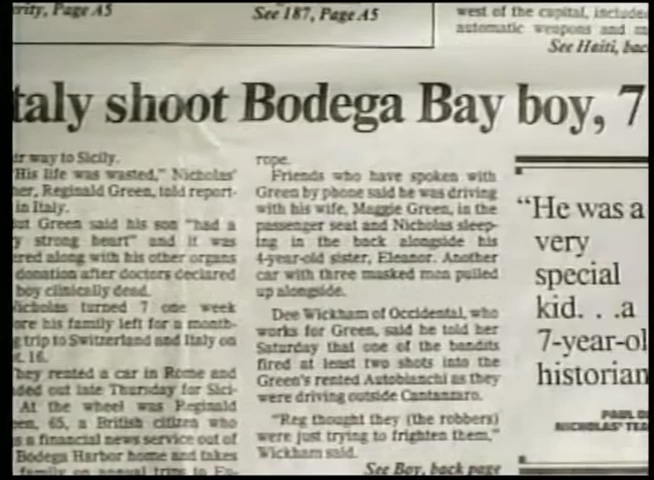 rity, Page A5
See 187, Page A5
west of the capital, include
automatic weapons and m
See Haiti, bac
taly shoot Bodega Bay boy, 7
ir way to Sicily.
"His life was wasted," Nicholas'
her, Reginald Green, told report-
in Italy.
ut Green said his son "had a
y strong heart" and it was
ered along with his other organs
donation after doctors declared
boy clinically dead.
Nicholas turned 7 one week
ore his family left for a month-
g trip to Switzerland and Italy on
t. 16.
They rented a car in Rome and
ded out late Thursday for Sici-
At the wheel was Reginald
en, 65, a British citizen who
s a financial news service out of
Bodega Harbor home and takes
family on annual trips to Eu-
rope.
Friends who have spoken with
Green by phone said he was driving
with his wife, Maggie Green, in the
passenger seat and Nicholas sleep-
ing in the back alongside his
4-year-old sister, Eleanor. Another
car with three masked men pulled
up alongside.
Dee Wickham of Occidental, who
works for Green, said he told her
Saturday that one of the bandits
fired at least two shots into the
Green's rented Autobianchi as they
were driving outside Cantanzaro.
"Reg thought they (the robbers)
were just trying to frighten them,"
Wickham said.
See Boy, back page
"He was a
very
special
kid. . .a
7-year-ol
historian
PAUL D
NICHOLAS' TEA